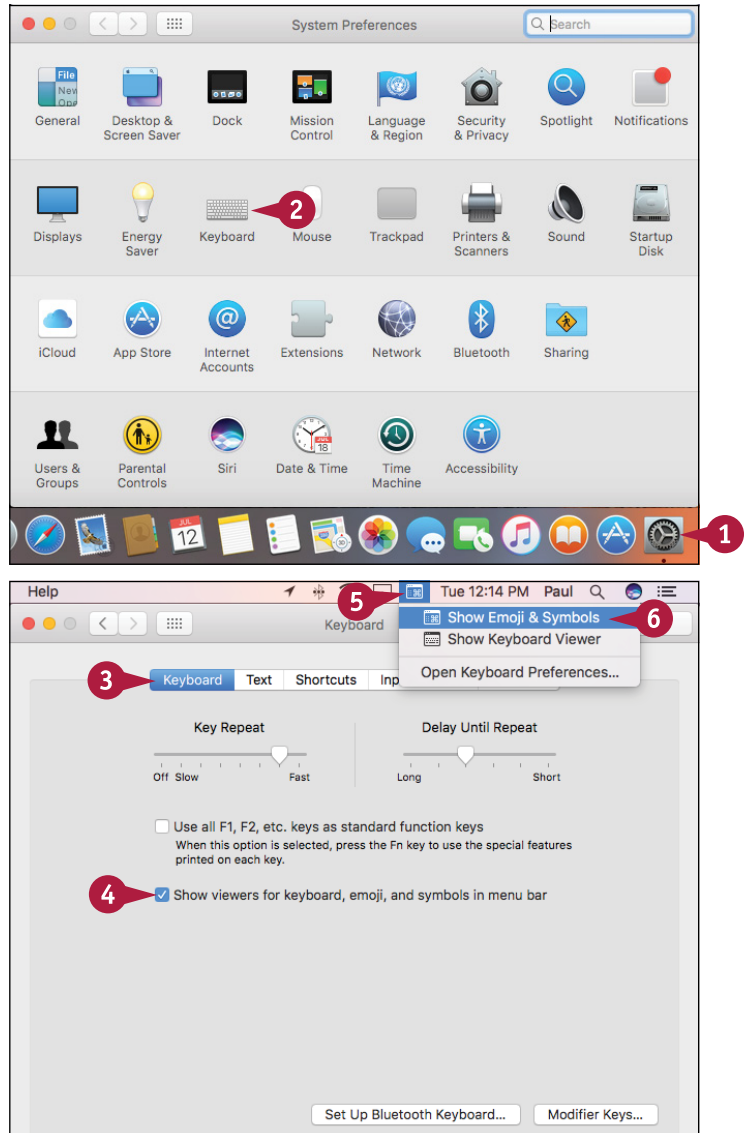 System Preferences
Search
File
New
Ope
General
Desktop &
Screen Saver
Dock
Mission
Control
Language
& Region
Security
& Privacy
Spotlight
Notifications
2
Displays
Energy
Saver
Keyboard
Mouse
Trackpad
Printers &
Scanners
Sound
Startup
Disk
iCloud
App Store
@
Internet
Accounts
Extensions
Network
Bluetooth
Sharing
JUL
18
Users &
Groups
Parental
Controls
Siri
Date & Time
Time
Machine
Accessibility
JUL
12
1
Help
5
Tue 12:14 PM Paul
Keyboard
Show Emoji & Symbols
6
Show Keyboard Viewer
Open Keyboard Preferences...
3
Keyboard Text Shortcuts Inp
Key Repeat
Delay Until Repeat
Off Slow Fast
Long Short
Use all F1, F2, etc. keys as standard function keys
When this option is selected, press the Fn key to use the special features
printed on each key.
4
Show viewers for keyboard, emoji, and symbols in menu bar
Set Up Bluetooth Keyboard...
Modifier Keys...